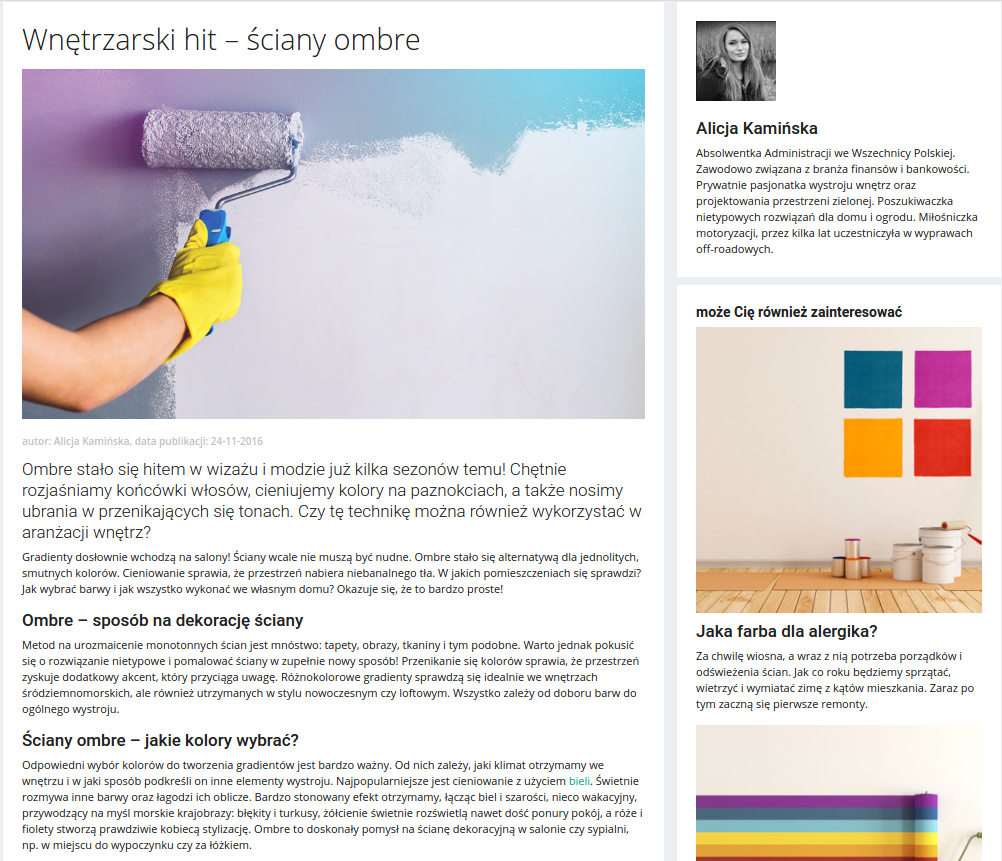 Wnętrzarski hit – ściany ombre
autor: Alicja Kamińska, data publikacji: 24-11-2016
Ombre stało się hitem w wizażu i modzie już kilka sezonów temu! Chętnie
rozjaśniamy końcówki włosów, cieniujemy kolory na paznokciach, a także nosimy
ubrania w przenikających się tonach. Czy tę technikę można również wykorzystać w
aranżacji wnętrz?
Gradienty dosłownie wchodzą na salony! Ściany wcale nie muszą być nudne. Ombre stało się alternatywą dla jednolitych,
smutnych kolorów. Cieniowanie sprawia, że przestrzeń nabiera niebanalnego tła. W jakich pomieszczeniach się sprawdzi?
Jak wybrać barwy i jak wszystko wykonać we własnym domu? Okazuje się, że to bardzo proste!
Ombre – sposób na dekorację ściany
Metod na urozmaicenie monotonnych ścian jest mnóstwo: tapety, obrazy, tkaniny i tym podobne. Warto jednak pokusić
się o rozwiązanie nietypowe i pomalować ściany w zupełnie nowy sposób! Przenikanie się kolorów sprawia, że przestrzeń
zyskuje dodatkowy akcent, który przyciąga uwagę. Różnokolorowe gradienty sprawdzą się idealnie we wnętrzach
śródziemnomorskich, ale również utrzymanych w stylu nowoczesnym czy loftowym. Wszystko zależy od doboru barw do
ogólnego wystroju.
Ściany ombre – jakie kolory wybrać?
Odpowiedni wybór kolorów do tworzenia gradientów jest bardzo ważny. Od nich zależy, jaki klimat otrzymamy we
wnętrzu i w jaki sposób podkreśli on inne elementy wystroju. Najpopularniejsze jest cieniowanie z użyciem bieli. Świetnie
rozmywa inne barwy oraz łagodzi ich oblicze. Bardzo stonowany efekt otrzymamy, łącząc biel i szarości, nieco wakacyjny,
przywodzący na myśl morskie krajobrazy: błękity i turkusy, żółcienie świetnie rozświetlą nawet dość ponury pokój, a róże i
fiolety stworzą prawdziwie kobiecą stylizację. Ombre to doskonały pomysł na ścianę dekoracyjną w salonie czy sypialni,
np. w miejscu do wypoczynku czy za łóżkiem.
Alicja Kamińska
Absolwentka Administracji we Wszechnicy Polskiej.
Zawodowo związana z branża finansów i bankowości.
Prywatnie pasjonatka wystroju wnętrz oraz
projektowania przestrzeni zielonej. Poszukiwaczka
nietypowych rozwiązań dla domu i ogrodu. Miłośniczka
motoryzacji, przez kilka lat uczestniczyła w wyprawach
off-roadowych.
może Cię również zainteresować
Jaka farba dla alergika?
Za chwilę wiosna, a wraz z nią potrzeba porządków i
odświeżenia ścian. Jak co roku będziemy sprzątać,
wietrzyć i wymiatać zimę z kątów mieszkania. Zaraz po
tym zaczną się pierwsze remonty.